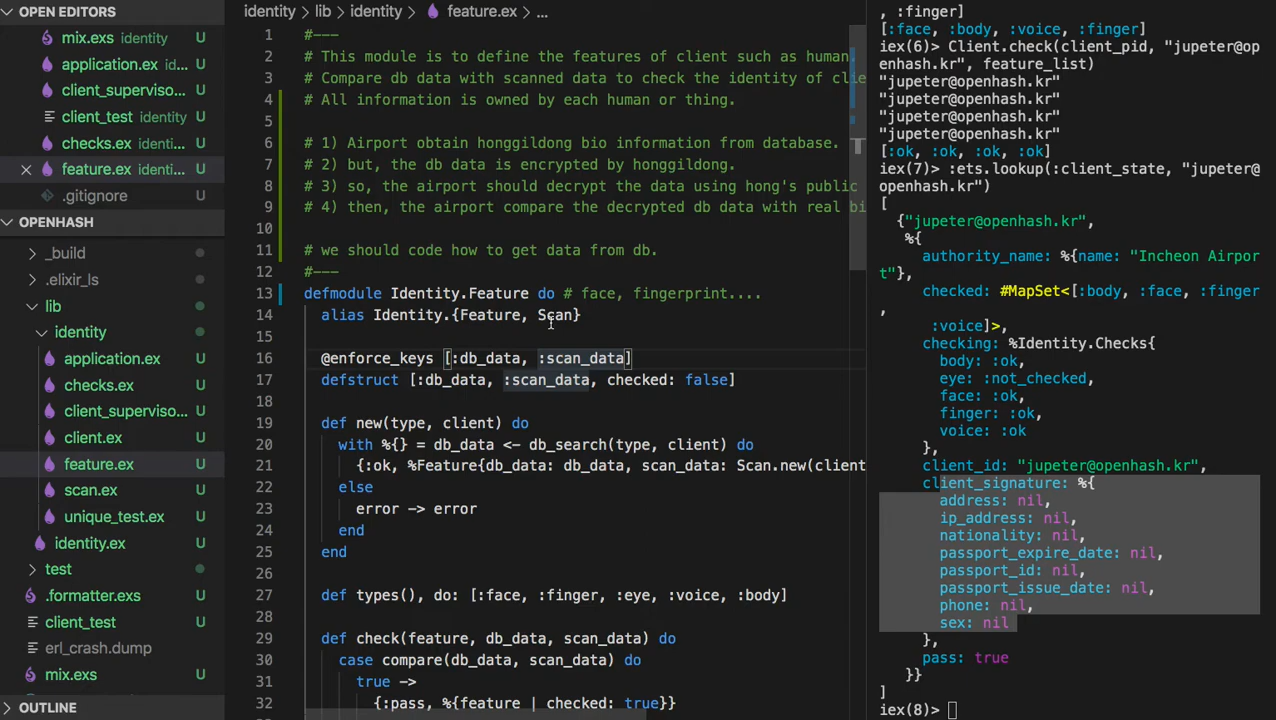 OPEN EDITORS
mix.exs identity U
application.ex id... U
client_superviso... U
client_test identity U
checks.ex identi... U
feature.ex identi... U
.gitignore
OPENHASH
_build
.elixir_ls
lib
identity
application.ex U
checks.ex U
client_superviso... U
client.ex U
feature.ex U
scan.ex U
unique_test.ex U
identity.ex U
test
.formatter.exs U
client_test U
erl_crash.dump
mix.exs U
OUTLINE
identity > lib > identity > feature.ex > ...
1 #---
2 # This module is to define the features of client such as human.
3 # Compare db data with scanned data to check the identity of clie
4 # All information is owned by each human or thing.
5
6 # 1) Airport obtain honggildong bio information from database.
7 # 2) but, the db data is encrypted by honggildong.
8 # 3) so, the airport should decrypt the data using hong's public
9 # 4) then, the airport compare the decrypted db data with real bi
10
11 # we should code how to get data from db.
12 #---
13 defmodule Identity.Feature do # face, fingerprint....
14 alias Identity.{Feature, Scan}
15
16 @enforce_keys [:db_data, :scan_data]
17 defstruct [:db_data, :scan_data, checked: false]
18
19 def new(type, client) do
20 with %{} = db_data <- db_search(type, client) do
21 {:ok, %Feature{db_data: db_data, scan_data: Scan.new(client
22 else
23 error -> error
24 end
25 end
26
27 def types(), do: [:face, :finger, :eye, :voice, :body]
28
29 def check(feature, db_data, scan_data) do
30 case compare(db_data, scan_data) do
31 true ->
32 {:pass, %{feature | checked: true}}
, :finger]
[:face, :body, :voice, :finger]
iex(6)> Client.check(client_pid, "jupeter@op
enhash.kr", feature_list)
"jupeter@openhash.kr"
"jupeter@openhash.kr"
"jupeter@openhash.kr"
"jupeter@openhash.kr"
[:ok, :ok, :ok, :ok]
iex(7)> :ets.lookup(:client_state, "jupeter@
openhash.kr")
[
{"jupeter@openhash.kr",
%{
authority_name: %{name: "Incheon Airpor
t"},
checked: #MapSet<[:body, :face, :finger
,
:voice]>,
checking: %Identity.Checks{
body: :ok,
eye: :not_checked,
face: :ok,
finger: :ok,
voice: :ok
},
client_id: "jupeter@openhash.kr",
client_signature: %{
address: nil,
ip_address: nil,
nationality: nil,
passport_expire_date: nil,
passport_id: nil,
passport_issue_date: nil,
phone: nil,
sex: nil
},
pass: true
}}
]
iex(8)>